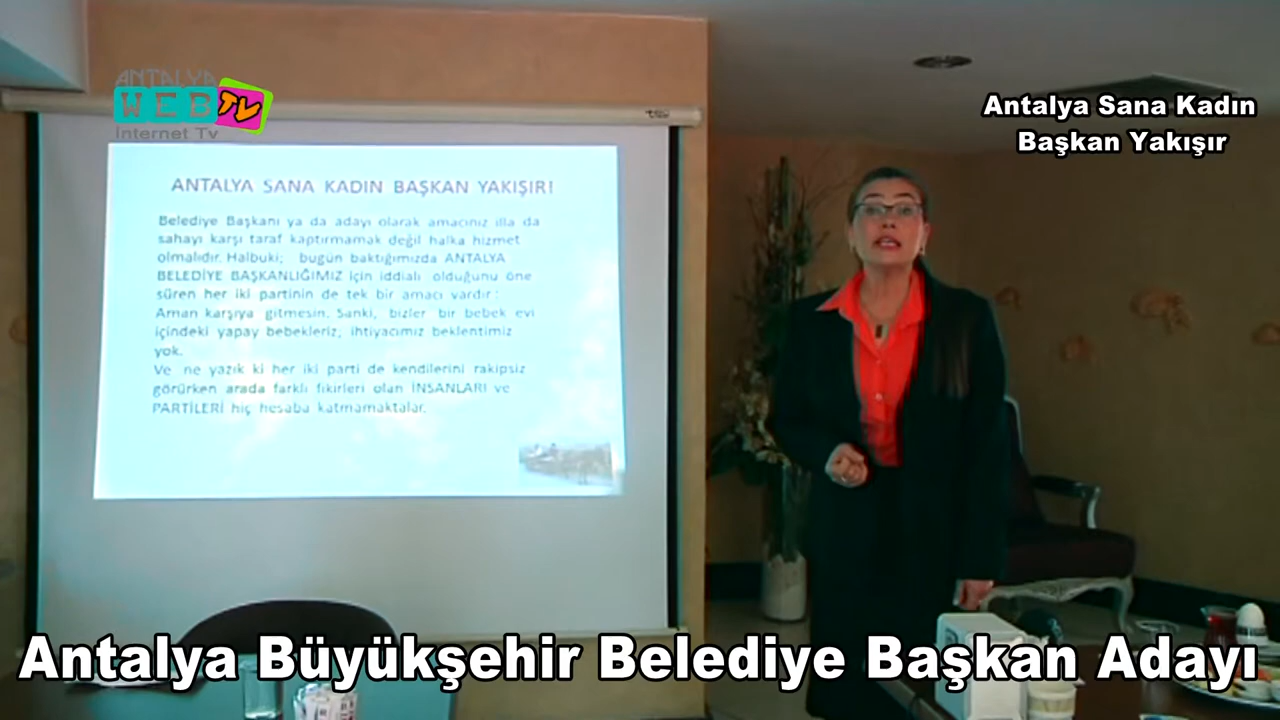 ANTALYA
WEB TV
Internet Tv
Antalya Sana Kadın
Başkan Yakışır
ANTALYA SANA KADIN BAŞKAN YAKIŞIR!
Belediye Başkanı ya da adayı olarak amacınız illa da
sahayı karşı taraf kaptırmamak değil halka hizmet
olmalıdır. Halbuki; bugün baktığımızda ANTALYA
BELEDİYE BAŞKANLIĞIMIZ için iddialı olduğunu öne
süren her iki partinin de tek bir amacı vardır:
Aman karşıya gitmesin. Sanki, bizler bir bebek evi
içindeki yapay bebekleriz; ihtiyacımız beklentimiz
yok.
Ve ne yazık ki her iki parti de kendilerini rakipsiz
görürken arada farklı fikirleri olan İNSANLARI ve
PARTİLERİ hiç hesaba katmamaktalar.
Antalya Büyükşehir Belediye Başkan Adayı